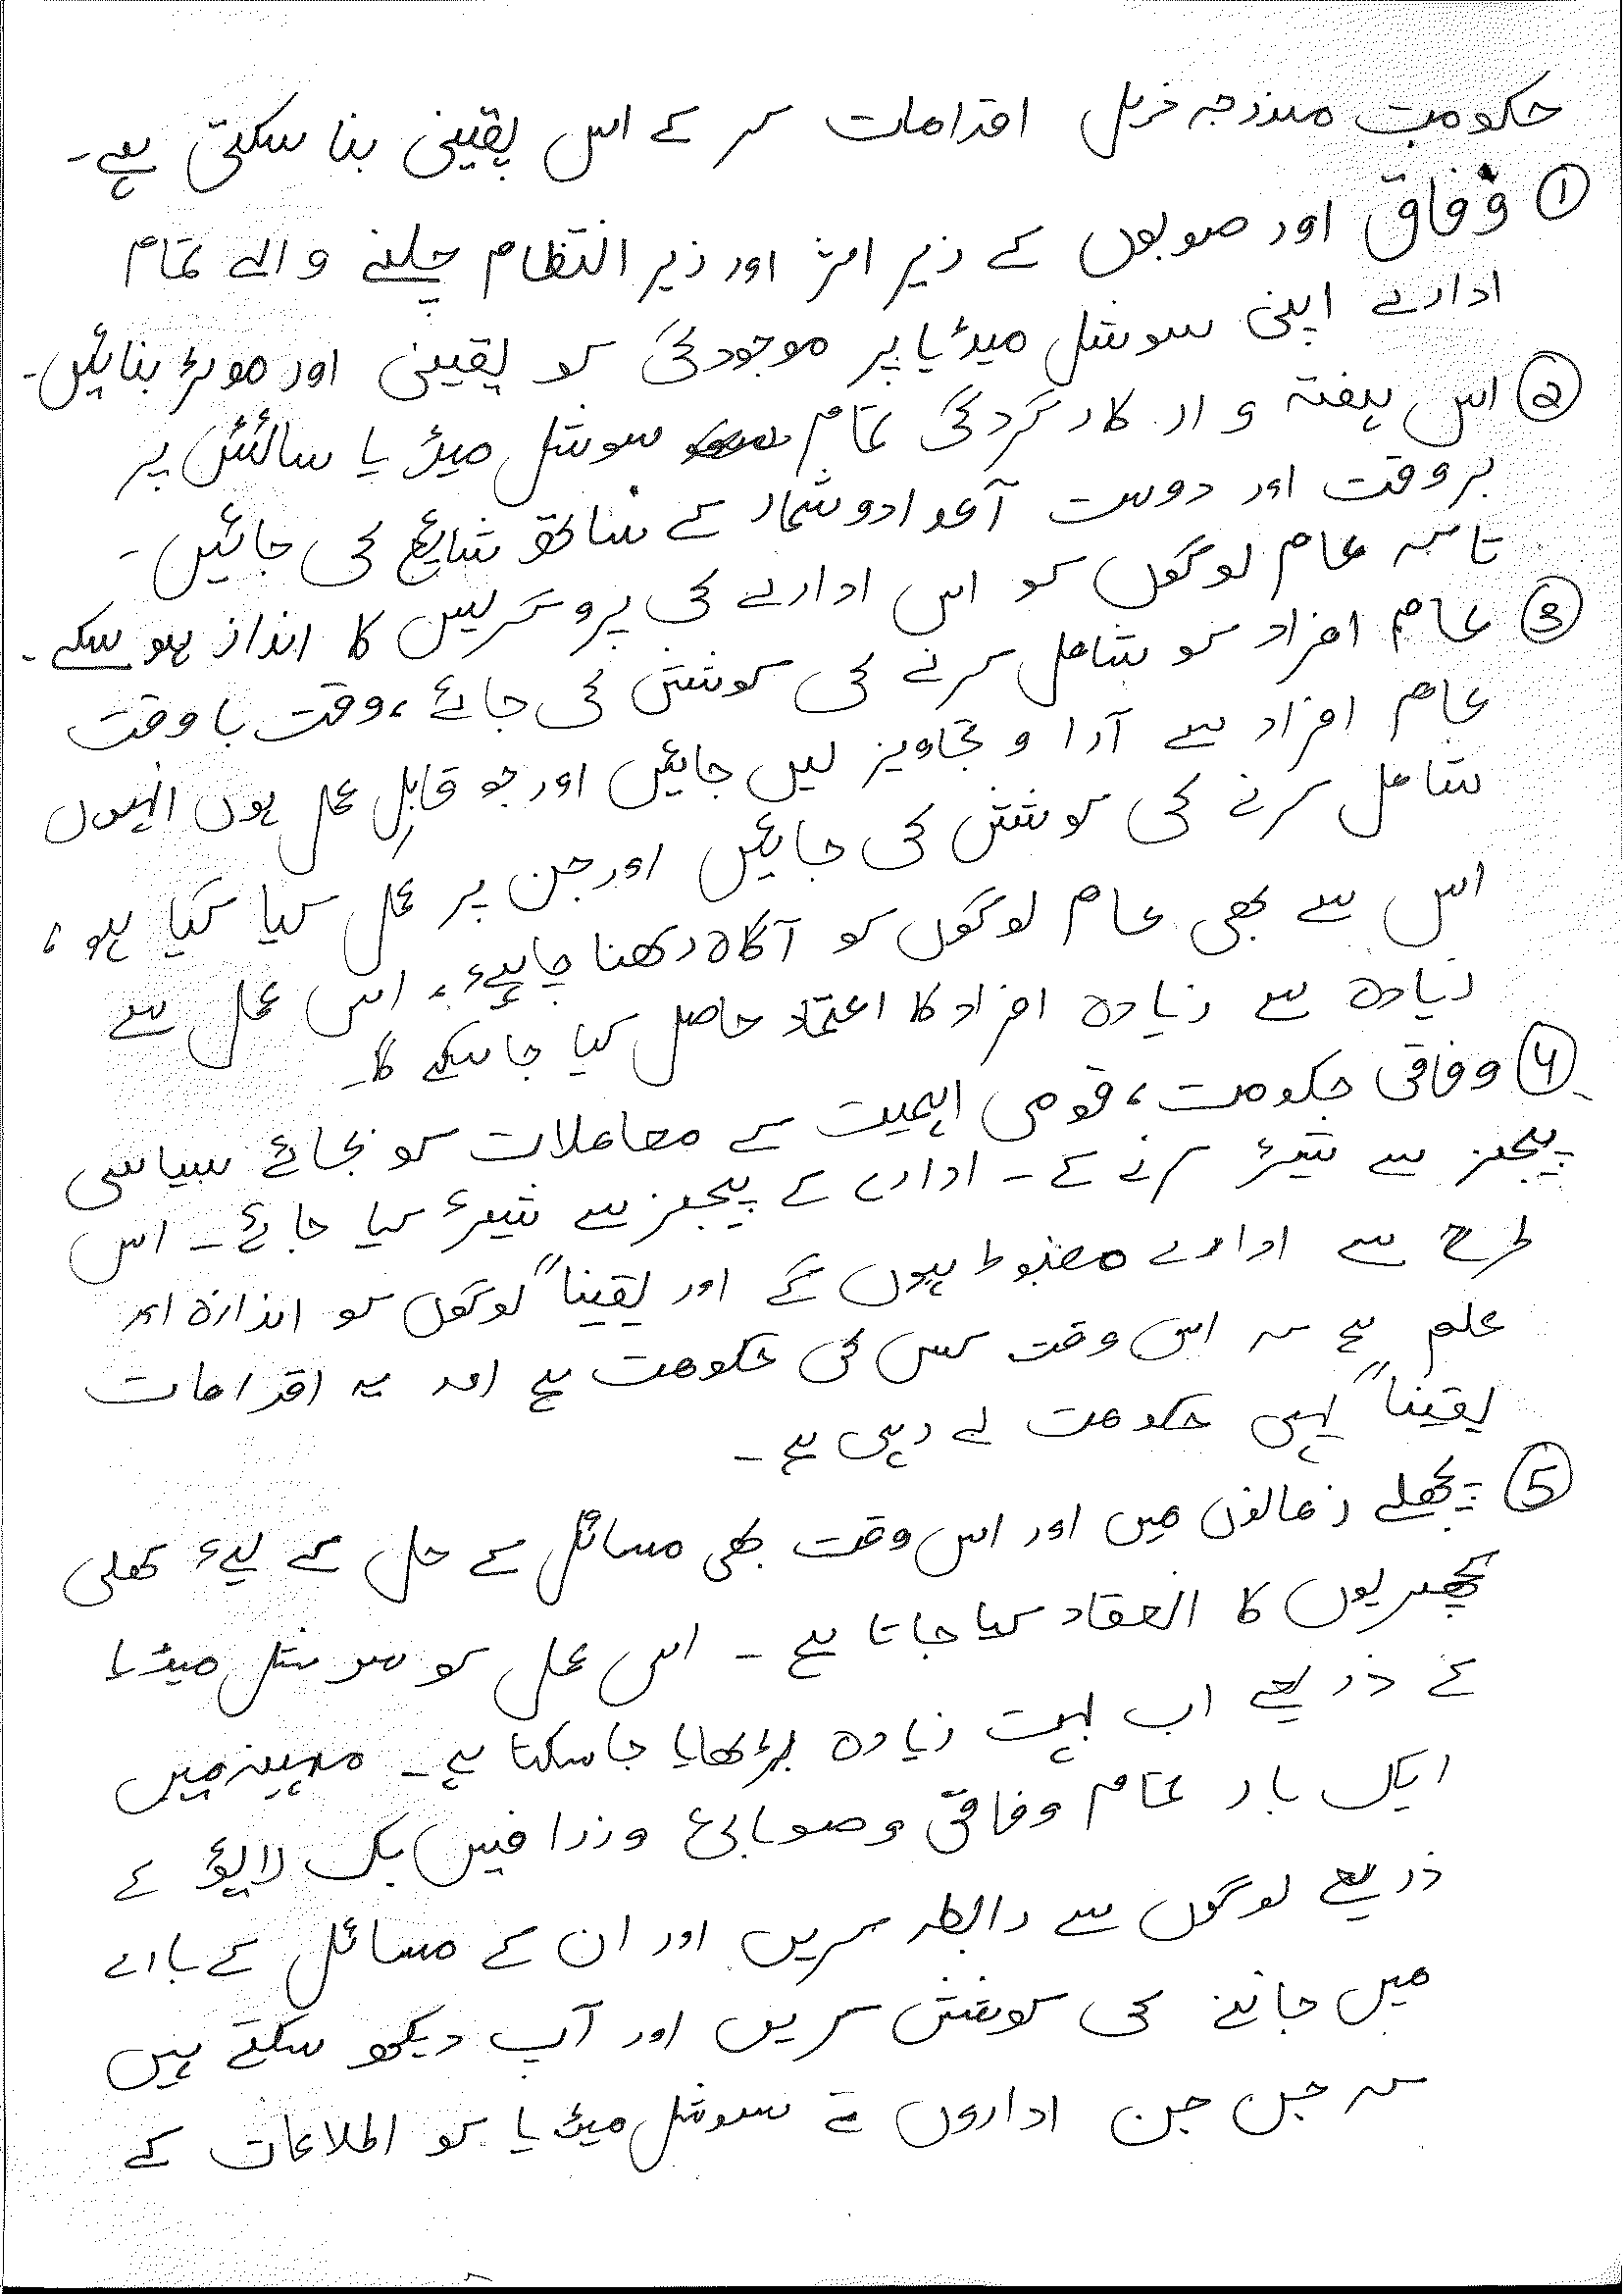 حکومت مندرجہ ذیل اقدامات کر کے اس یقینی بنا سکتی ہے۔
① وفاق اور صوبوں کے زیر اثر اور زیر انتظام چلنے والے تمام
ادارے اپنی سوشل میڈیا پر موجودگی کو یقینی اور موثر بنائیں۔
② اس ہفتہ وار کارکردگی تمام سوشل میڈیا سائٹس پر
بروقت اور درست آعدادوشمار کے ساتھ شایع کی جائیں۔
تاکہ عام لوگوں کو اس ادارے کی پروگریس کا انداز ہو سکے۔
③ عام افراد کو شامل کرنے کی کوشش کی جائے، وقت باوقت
عام افراد سے آرا و تجاویز لیں جائیں اور جو قابلِ عمل ہوں انہوں
شامل کرنے کی کوشش کی جائیں اور جن پر عمل کیا گیا ہو،
اس سے بھی عام لوگوں کو آگاہ رکھنا چاہیئے۔ اس عمل سے
زیادہ سے زیادہ افراد کا اعتماد حاصل کیا جا سکے گا۔
④ وفاقی حکومت، قومی اہمیت کے معاملات کو بجائے سیاسی
پیجیز سے شیئر کرنے کے۔ ادارے کے پیجیز سے شیئر کیا جائے۔ اس
طرح سے ادارے مضبوط ہوں گے اور یقیناً لوگوں کو اندازہ اور
علم ہے کہ اس وقت کس کی حکومت ہے اور یہ اقدامات
یقیناً یہی حکومت لے رہی ہے۔
⑤ پچھلے زمانوں میں اور اس وقت بھی مسائل کے حل کے لیے کھلی
کچہریوں کا انعقاد کیا جاتا ہے۔ اس عمل کو سوشل میڈیا
کے ذریعے اب بہت زیادہ بڑھایا جا سکتا ہے۔ مہینہ میں
ایک بار تمام وفاقی و صوبائی وزرا فیس بک لائیو کے
ذریعے لوگوں سے رابطہ کریں اور ان کے مسائل کے بارے
میں جاننے کی کوشش کریں اور آپ دیکھ سکتے ہیں
کہ جن جن اداروں نے سوشل میڈیا کو اطلاعات کے